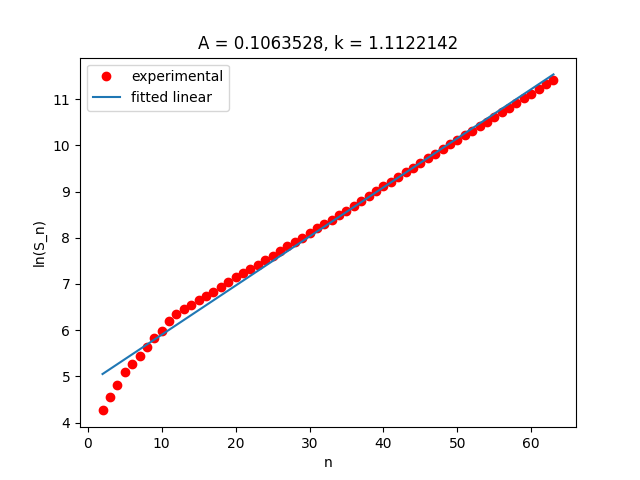 A = 0.1063528, k = 1.1122142
experimental
fitted linear
11
10
9
8
7
6
5
4
ln(S_n)
0 10 20 30 40 50 60
n